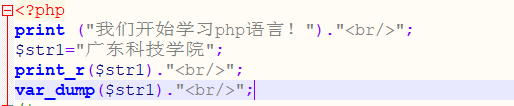 <?php
print ("我们开始学习php语言！")."<br/>";
$str1="广东科技学院";
print_r($str1)."<br/>";
var_dump($str1)."<br/>";